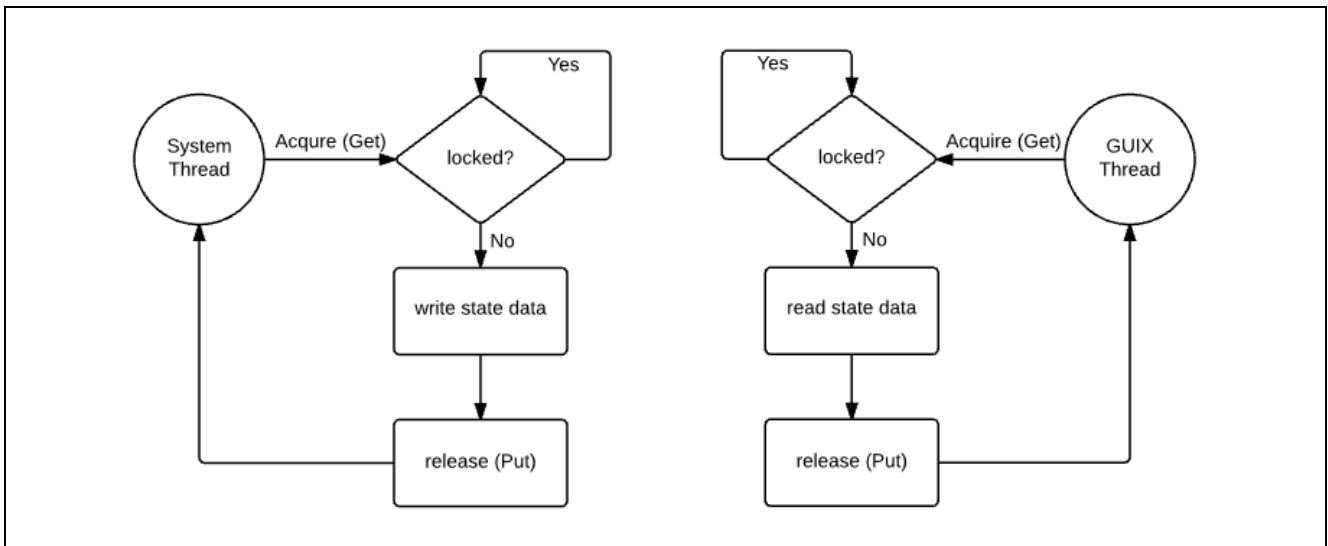 Yes
System
Thread
Acqure (Get)
locked?
No
write state data
release (Put)
Yes
locked?
Acquire (Get)
GUIX
Thread
No
read state data
release (Put)